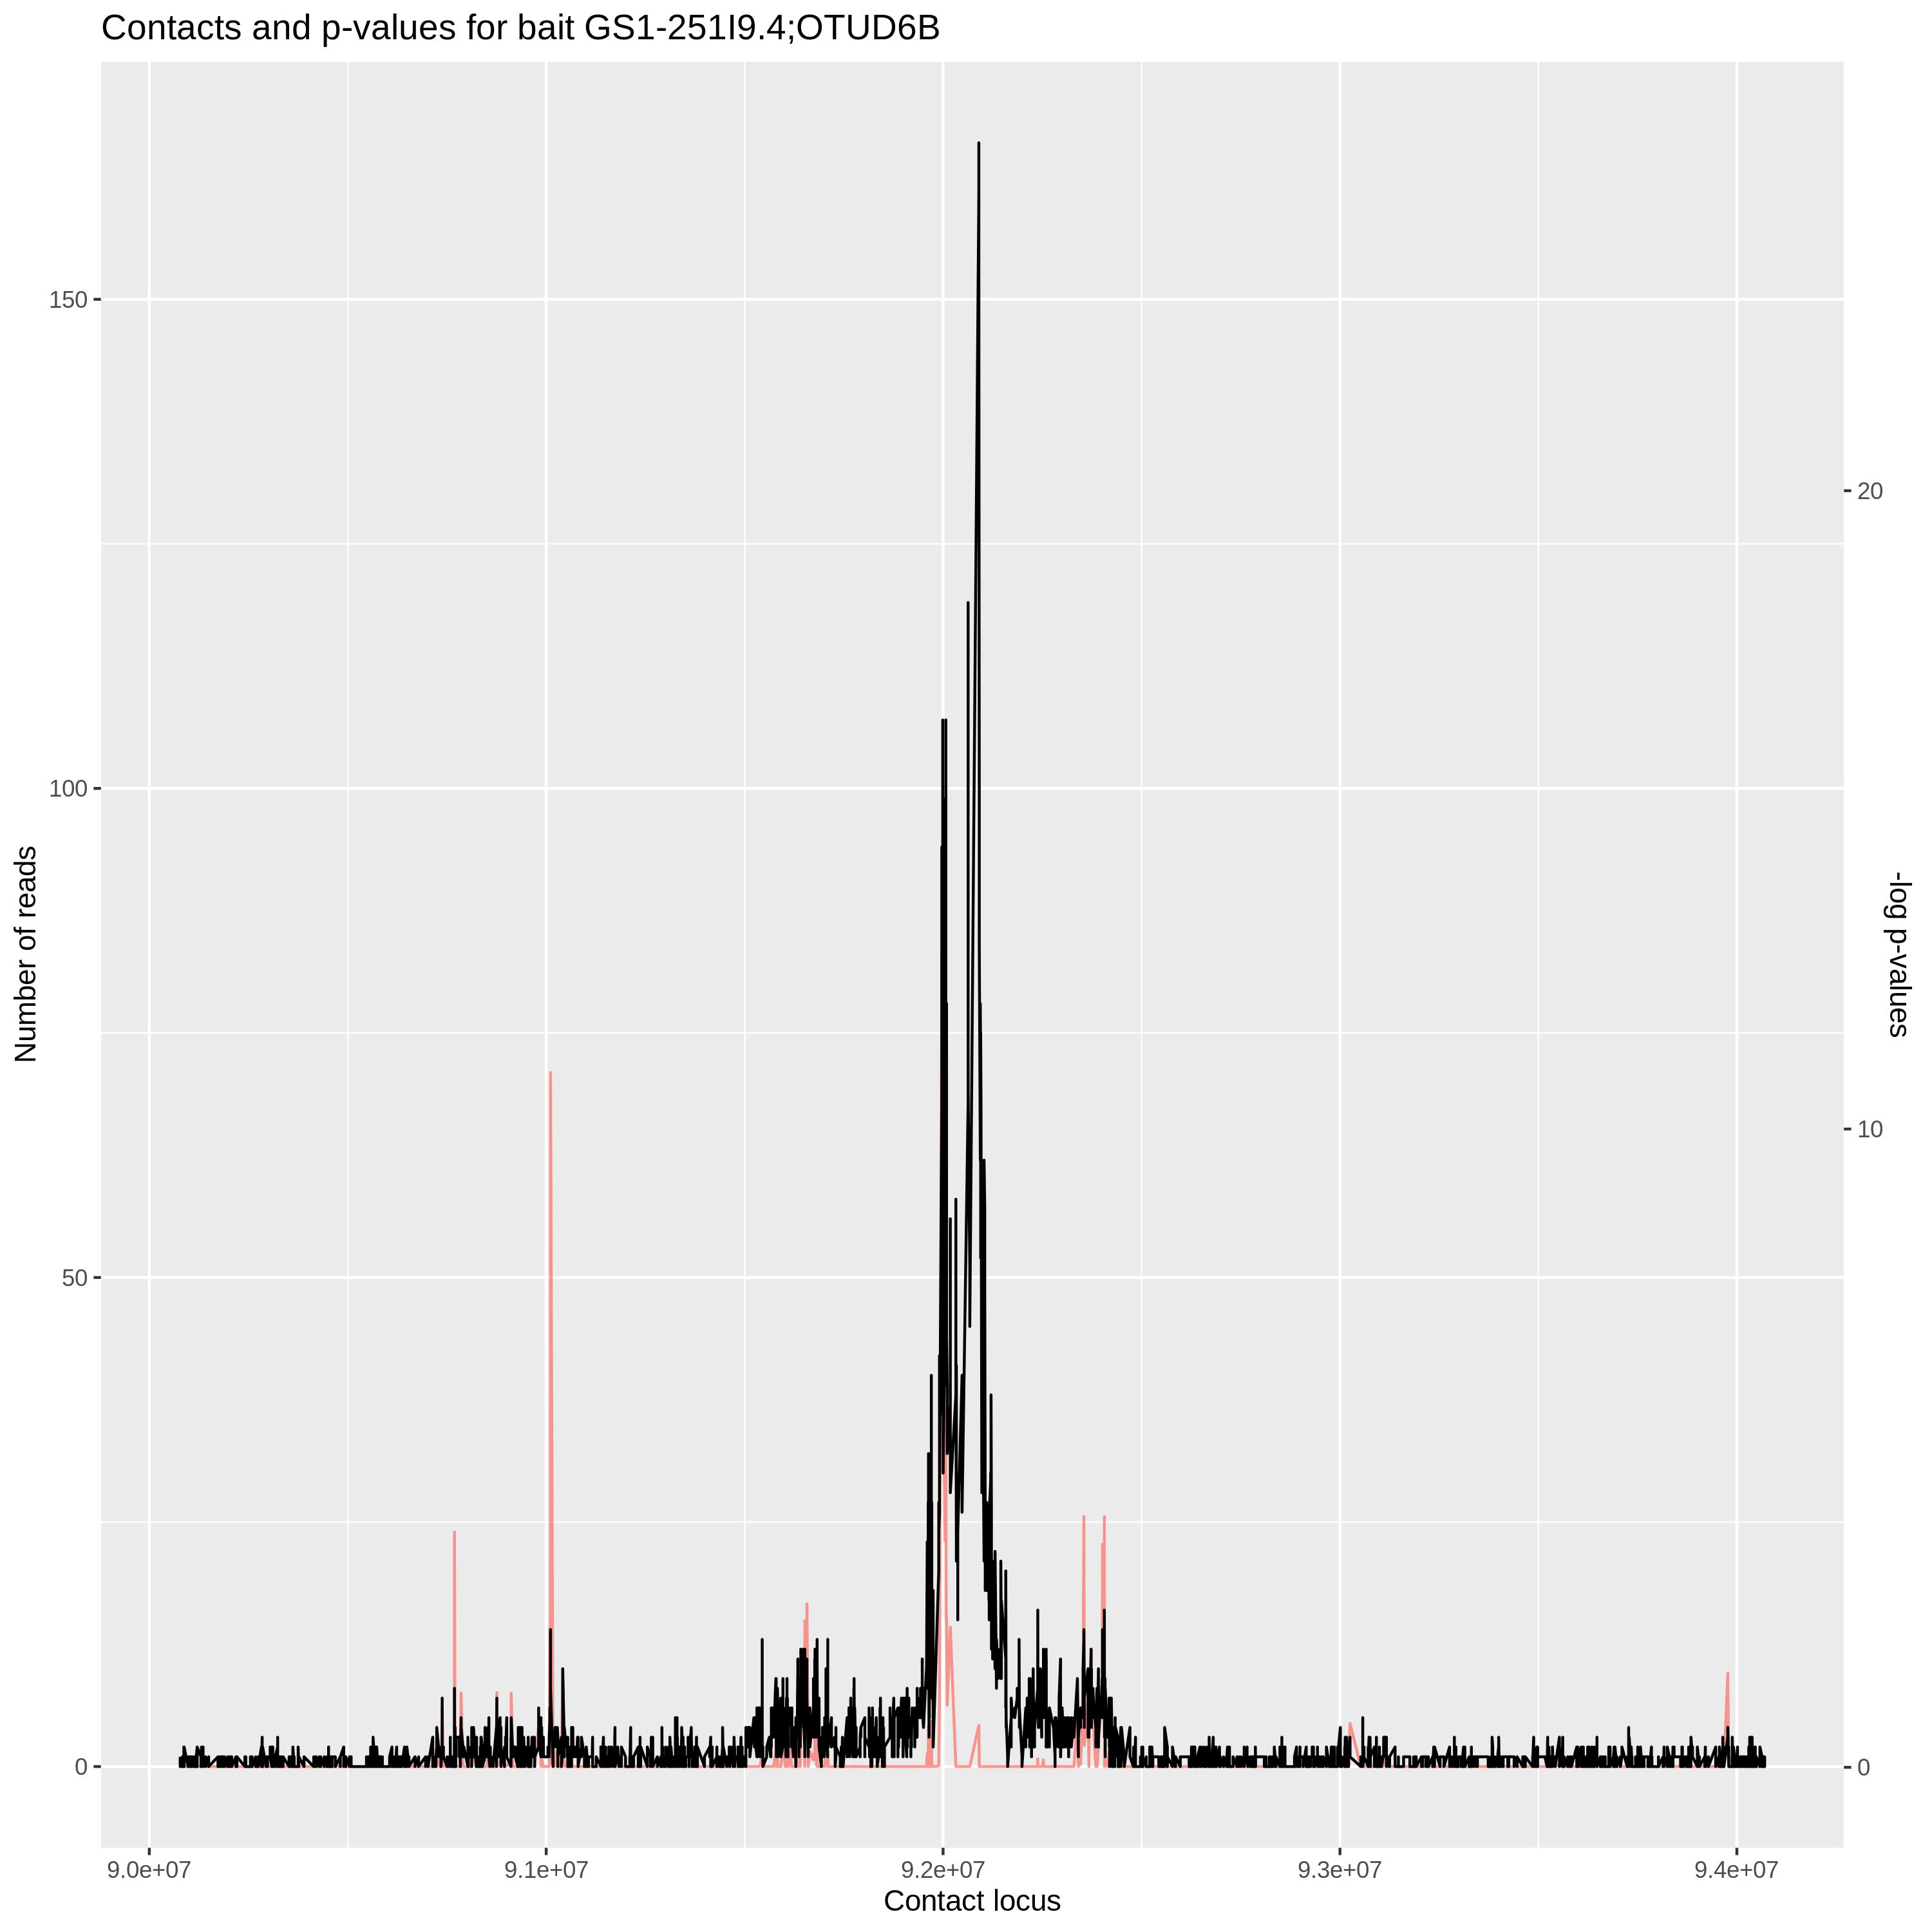 Contacts and p-values for bait GS1-251I9.4;OTUD6B
150
100
50
0
Number of reads
20
10
0
-log p-values
9.0e+07
9.1e+07
9.2e+07
9.3e+07
9.4e+07
Contact locus